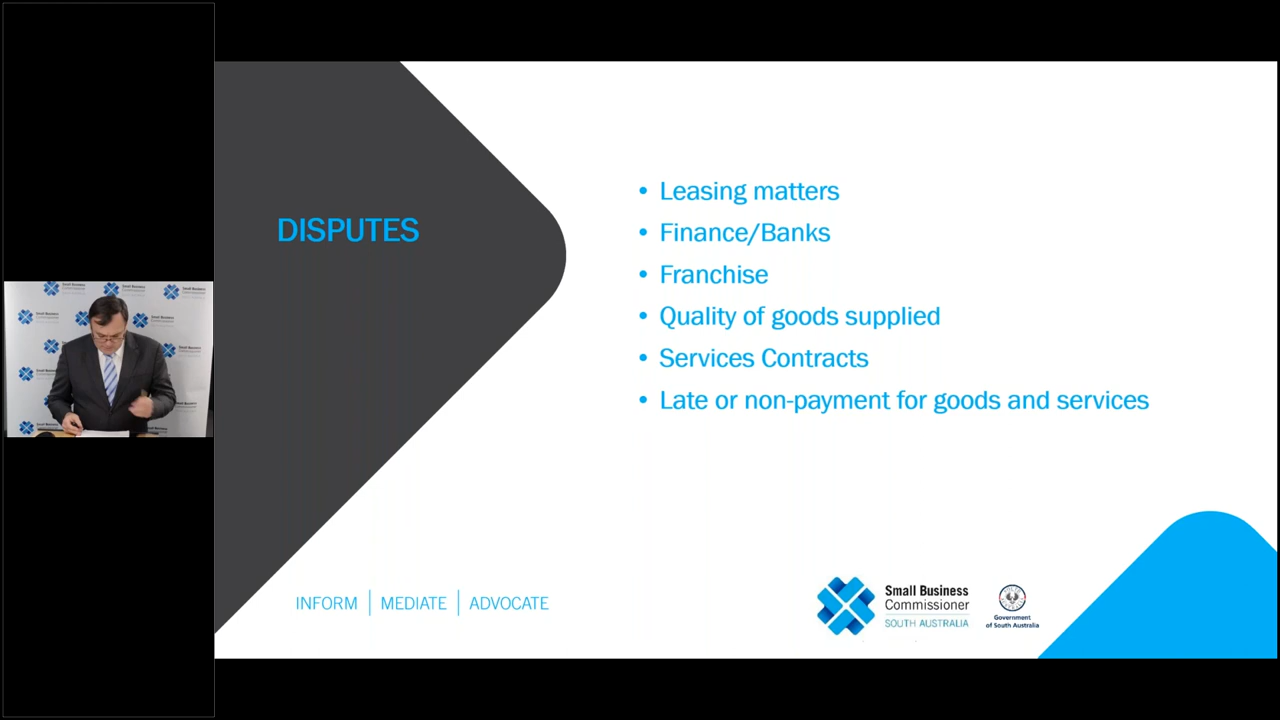 DISPUTES
• Leasing matters
• Finance/Banks
• Franchise
• Quality of goods supplied
• Services Contracts
• Late or non-payment for goods and services
INFORM | MEDIATE | ADVOCATE
Small Business
Commissioner
SOUTH AUSTRALIA
Government
of South Australia